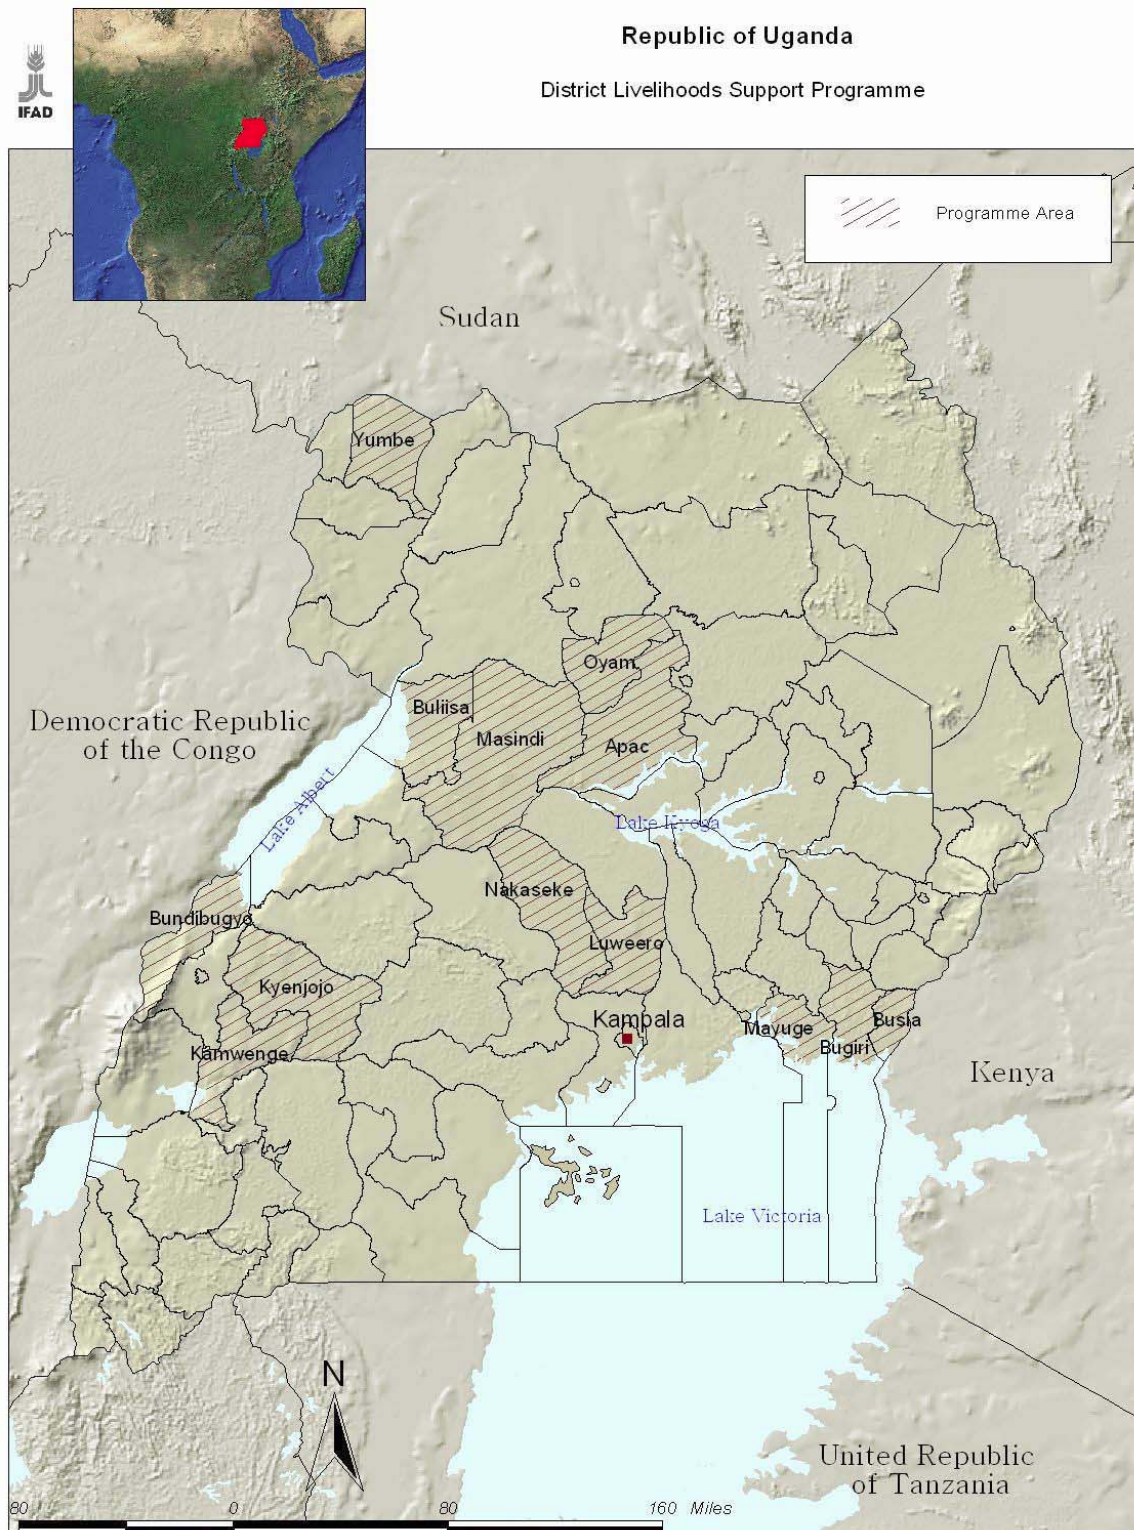 Republic of Uganda
IFAD
District Livelihoods Support Programme
Programme Area
Sudan
Yumbe
Oyam
Buliisa
Democratic Republic
of the Congo
Masindi
Apac
Lake Albert
Lake Kyoga
Nakaseke
Bundibugyo
Luweero
Kyenjojo
Kampala
Busia
Mayuge
Bugiri
Kamwenge
Kenya
Lake Victoria
N
United Republic
of Tanzania
80 0 80 160 Miles